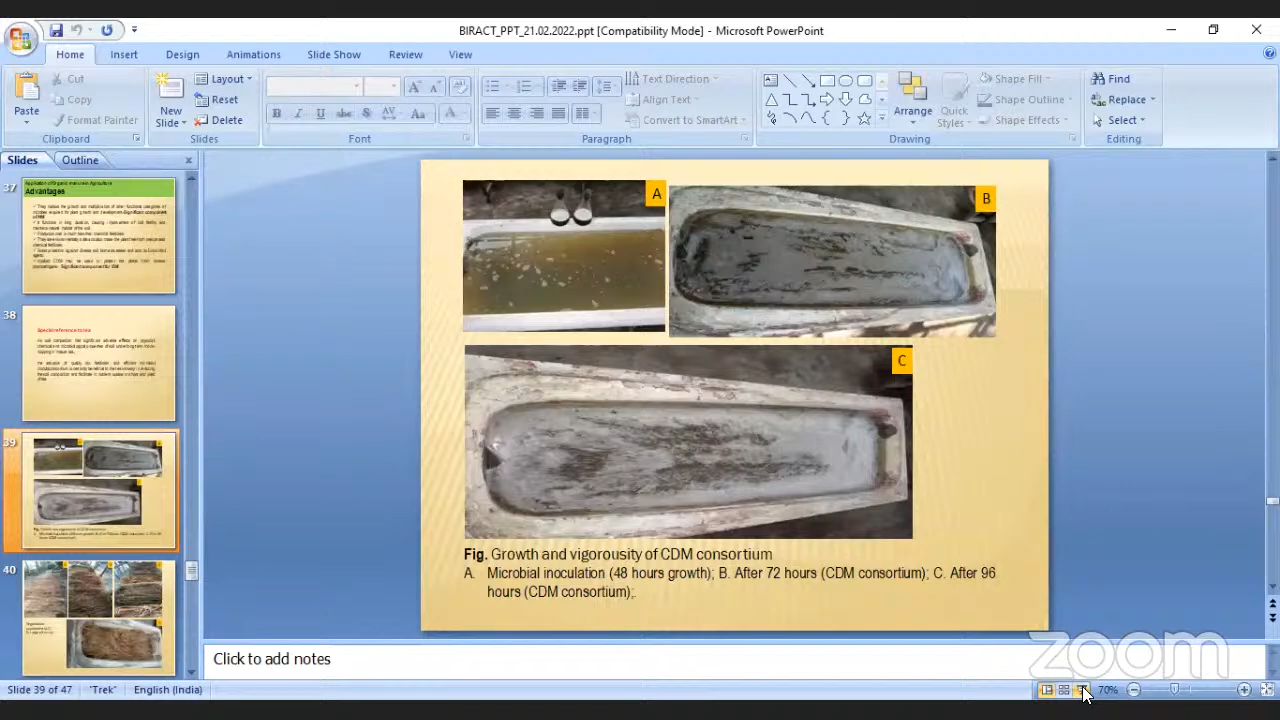 BIRACT_PPT_21.02.2022.ppt [Compatibility Mode] - Microsoft PowerPoint
Home Insert Design Animations Slide Show Review View
Paste
Cut
Copy
Format Painter
Clipboard
New Slide
Layout
Reset
Delete
Slides
B I U abc S AV Aa A
Font
Text Direction
Align Text
Convert to SmartArt
Paragraph
Arrange
Quick Styles
Shape Fill
Shape Outline
Shape Effects
Drawing
Find
Replace
Select
Editing
Slides Outline
37
Advantages
38
39
40
A
B
C
Fig. Growth and vigorousity of CDM consortium
A. Microbial inoculation (48 hours growth); B. After 72 hours (CDM consortium); C. After 96
hours (CDM consortium);
Click to add notes
zoom
Slide 39 of 47 "Trek" English (India) 70%